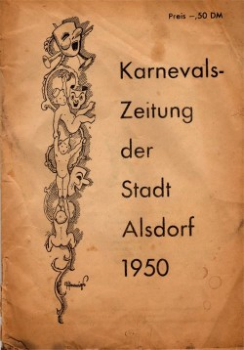 Preis -,50 DM
Karnevals-
Zeitung
der
Stadt
Alsdorf
1950